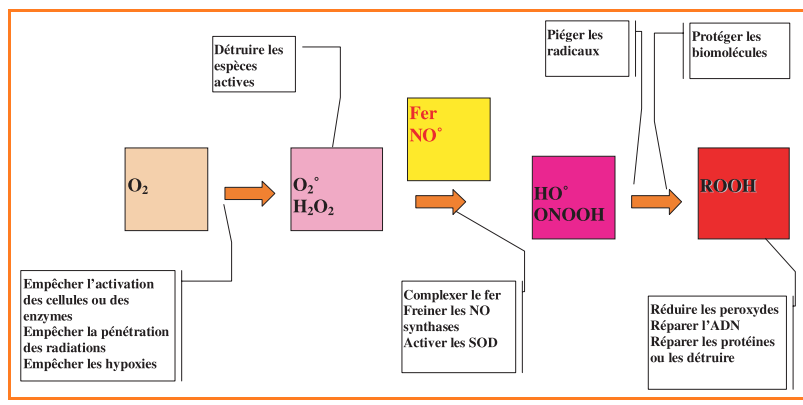 Détruire les
espèces
actives
Piéger les
radicaux
Protéger les
biomolécules
Fer
NO°
O₂
O₂°
H₂O₂
HO°
ONOOH
ROOH
Empêcher l’activation
des cellules ou des
enzymes
Empêcher la pénétration
des radiations
Empêcher les hypoxies
Complexer le fer
Freiner les NO
synthases
Activer les SOD
Réduire les peroxydes
Réparer l’ADN
Réparer les protéines
ou les détruire